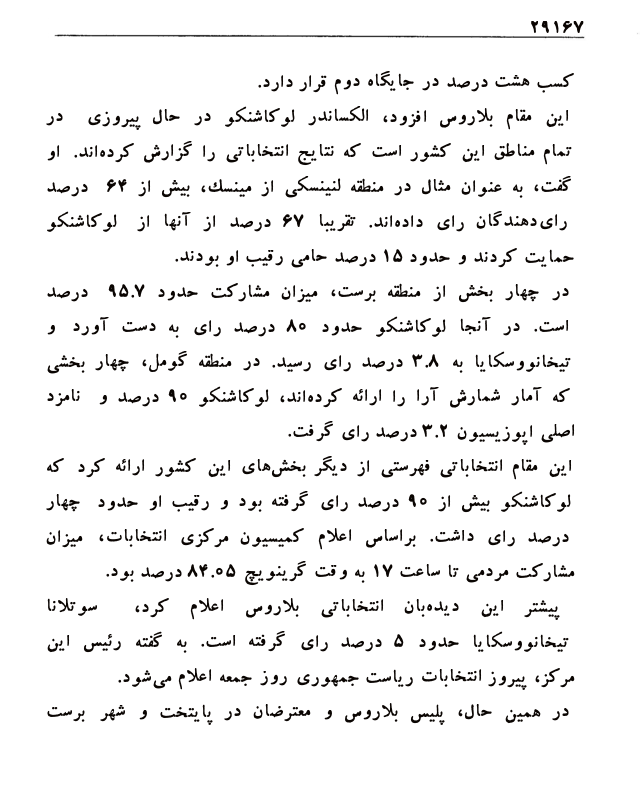 ۲۹۱۶۷
کسب هشت درصد در جایگاه دوم قرار دارد.
این مقام بلاروس افزود، الکساندر لوکاشنکو در حال پیروزی در
تمام مناطق این کشور است که نتایج انتخاباتی را گزارش کرده‌اند. او
گفت، به عنوان مثال در منطقه لنینسکی از مینسك، بیش از ۶۴ درصد
رای‌دهندگان رای داده‌اند. تقریبا ۶۷ درصد از آنها از لوکاشنکو
حمایت کردند و حدود ۱۵ درصد حامی رقیب او بودند.
در چهار بخش از منطقه برست، میزان مشارکت حدود ۹۵.۷ درصد
است. در آنجا لوکاشنکو حدود ۸۰ درصد رای به دست آورد و
تیخانووسکایا به ۳.۸ درصد رای رسید. در منطقه گومل، چهار بخشی
که آمار شمارش آرا را ارائه کرده‌اند، لوکاشنکو ۹۰ درصد و نامزد
اصلی اپوزیسیون ۳.۲ درصد رای گرفت.
این مقام انتخاباتی فهرستی از دیگر بخش‌های این کشور ارائه کرد که
لوکاشنکو بیش از ۹۰ درصد رای گرفته بود و رقیب او حدود چهار
درصد رای داشت. براساس اعلام کمیسیون مرکزی انتخابات، میزان
مشارکت مردمی تا ساعت ۱۷ به وقت گرینویچ ۸۴.۰۵ درصد بود.
پیشتر این دیده‌بان انتخاباتی بلاروس اعلام کرد، سوتلانا
تیخانووسکایا حدود ۵ درصد رای گرفته است. به گفته رئیس این
مرکز، پیروز انتخابات ریاست جمهوری روز جمعه اعلام می‌شود.
در همین حال، پلیس بلاروس و معترضان در پایتخت و شهر برست